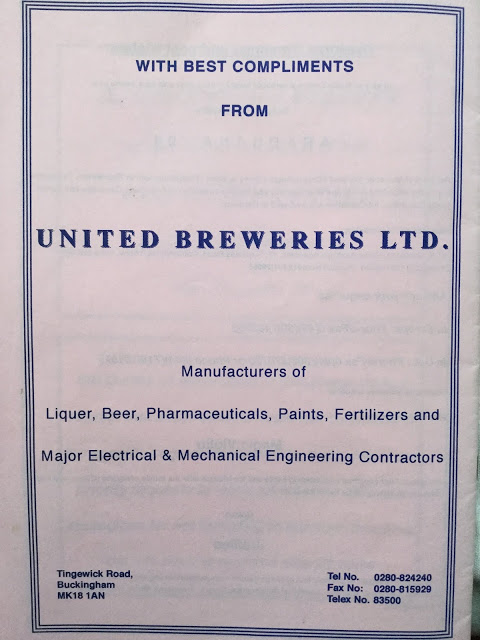 WITH BEST COMPLIMENTS
FROM
UNITED BREWERIES LTD.
Manufacturers of
Liquer, Beer, Pharmaceuticals, Paints, Fertilizers and
Major Electrical & Mechanical Engineering Contractors
Tingewick Road,
Buckingham
MK18 1AN
Tel No. 0280-824240
Fax No: 0280-815929
Telex No. 83500